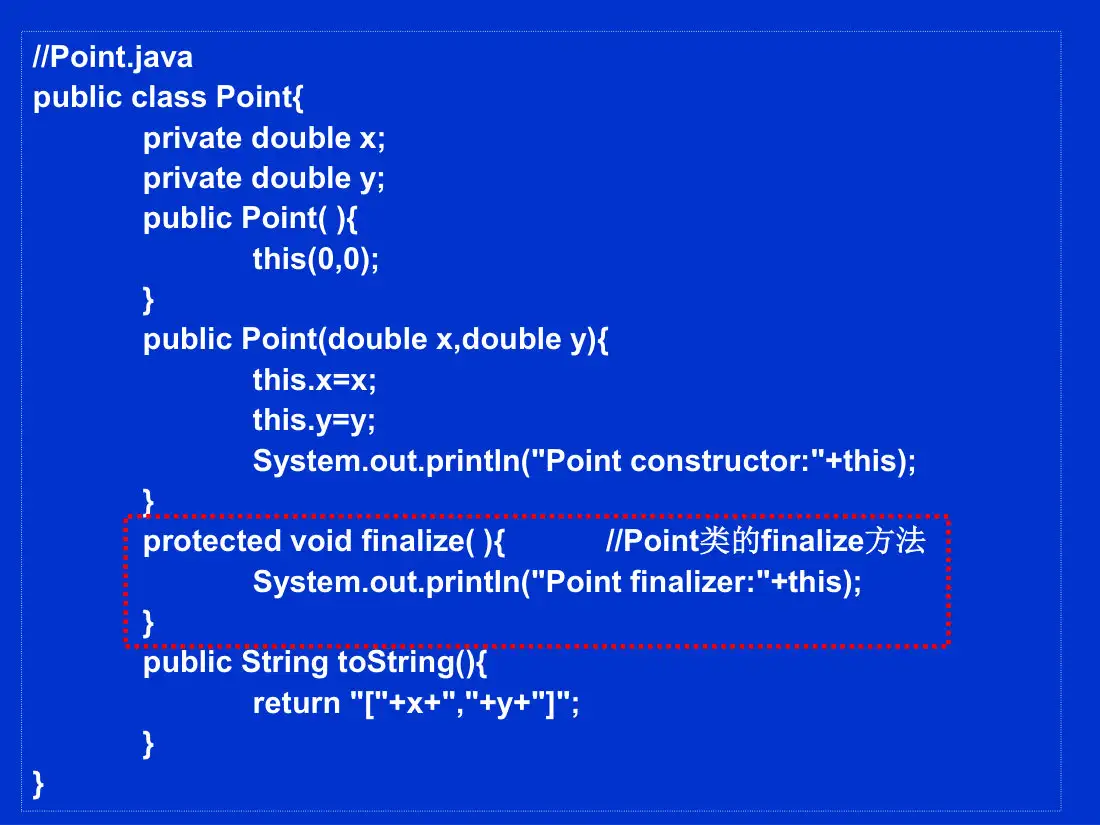 //Point.java
public class Point{
private double x;
private double y;
public Point( ){
this(0,0);
}
public Point(double x,double y){
this.x=x;
this.y=y;
System.out.println("Point constructor:"+this);
}
protected void finalize( ){ //Point类的finalize方法
System.out.println("Point finalizer:"+this);
}
public String toString(){
return "["+x+","+y+"]";
}
}